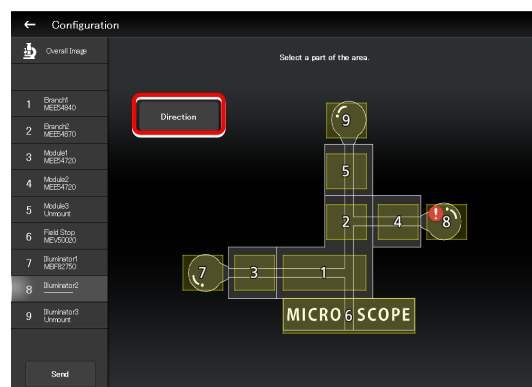 ← Configuration
Overall Image
Select a part of the area.
1 Branch1
MEE54840
2 Branch2
MEE54870
3 Module1
MEE54720
4 Module2
MEE54720
5 Module3
Unmount
6 Field Stop
MEV50020
7 Illuminator1
MEF82750
8 Illuminator2
9 Illuminator3
Unmount
Send
Direction
9
5
2
4
!
8
7
3
1
MICRO 6 SCOPE